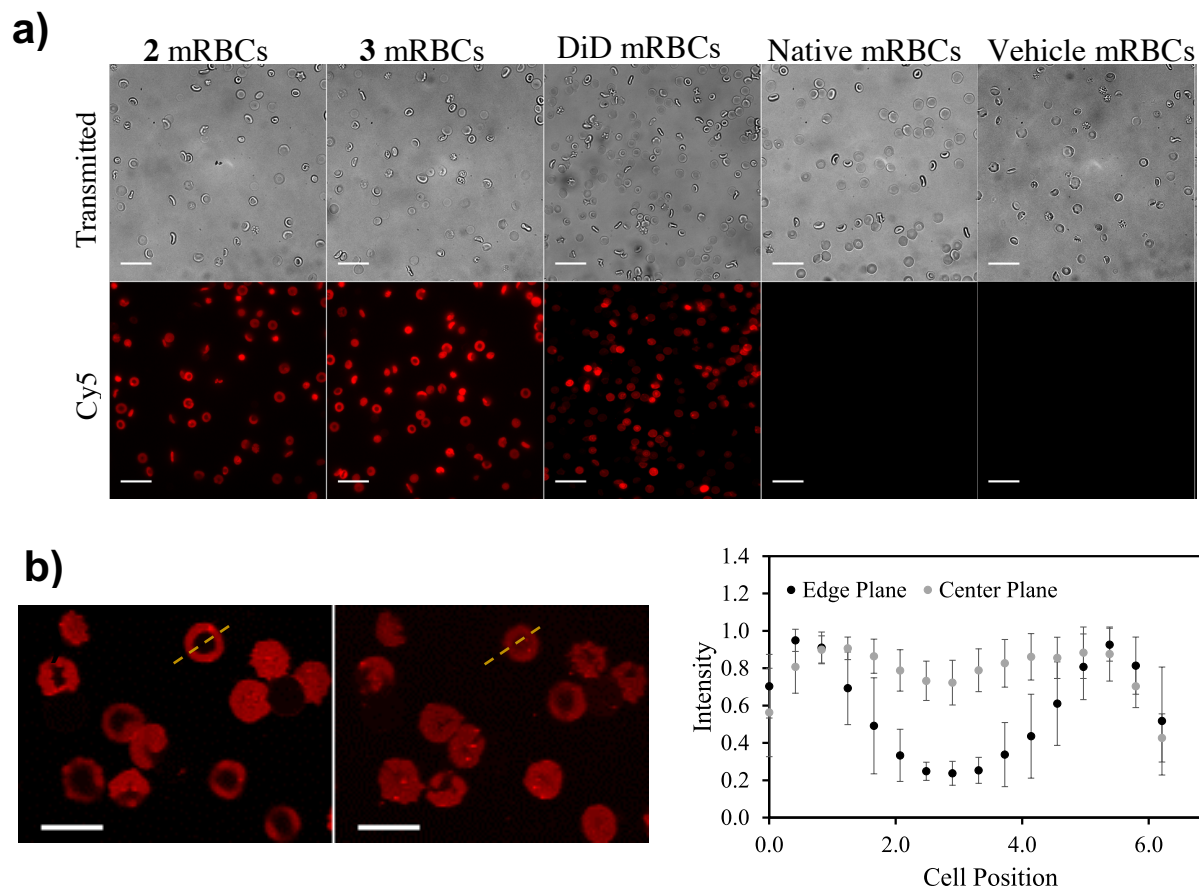 a)
2 mRBCs 3 mRBCs DiD mRBCs Native mRBCs Vehicle mRBCs
Transmitted
Cy5
b)
1.4
1.2
1.0
0.8
0.6
0.4
0.2
0.0
Intensity
Edge Plane Center Plane
0.0 2.0 4.0 6.0
Cell Position